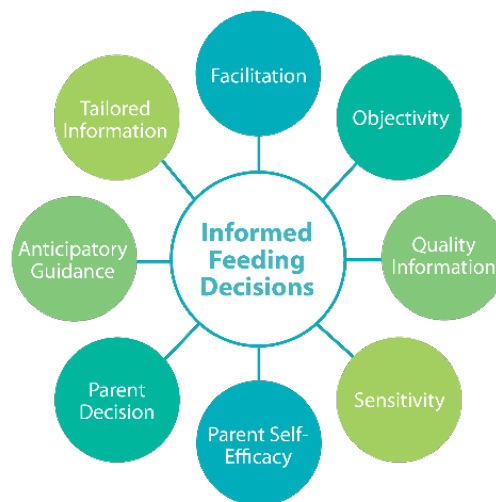 Facilitation
Objectivity
Quality
Information
Sensitivity
Parent Self-
Efficacy
Parent
Decision
Anticipatory
Guidance
Tailored
Information
Informed
Feeding
Decisions